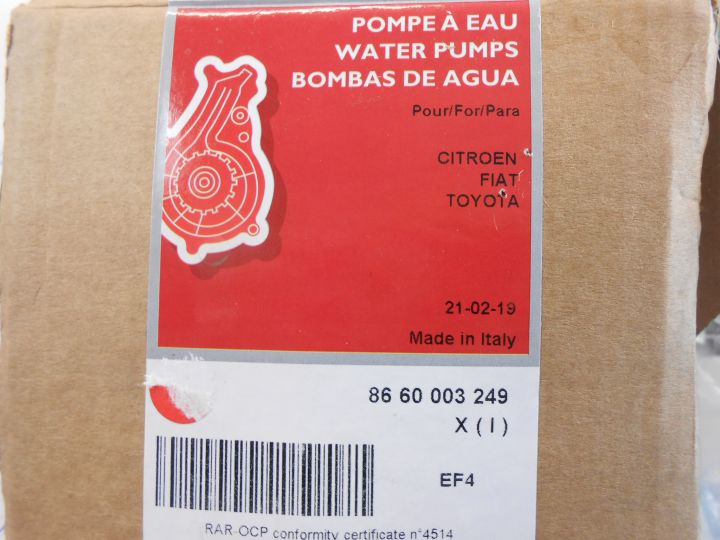 POMPE À EAU
WATER PUMPS
BOMBAS DE AGUA
Pour/For/Para
CITROEN
FIAT
TOYOTA
21-02-19
Made in Italy
86 60 003 249
X ( I )
EF4
RAR-OCP conformity certificate n°4514